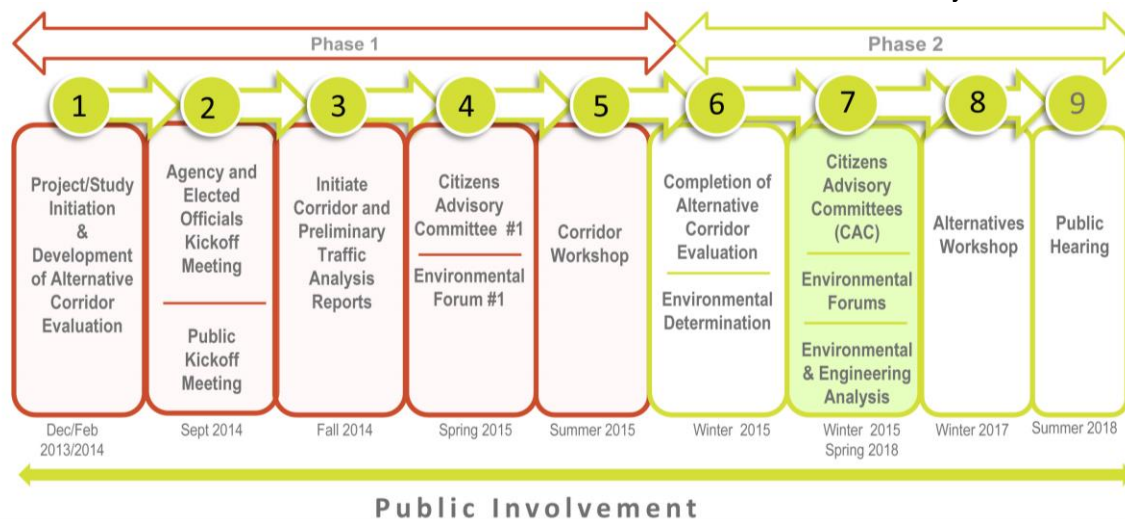 Phase 1
Phase 2
1
2
3
4
5
6
7
8
9
Project/Study
Initiation
&
Development
of Alternative
Corridor
Evaluation
Agency and
Elected
Officials
Kickoff
Meeting
Public
Kickoff
Meeting
Initiate
Corridor and
Preliminary
Traffic
Analysis
Reports
Citizens
Advisory
Committee #1
Environmental
Forum #1
Corridor
Workshop
Completion of
Alternative
Corridor
Evaluation
Environmental
Determination
Citizens
Advisory
Committees
(CAC)
Environmental
Forums
Environmental
& Engineering
Analysis
Alternatives
Workshop
Public
Hearing
Dec/Feb
2013/2014
Sept 2014
Fall 2014
Spring 2015
Summer 2015
Winter 2015
Winter 2015
Spring 2018
Winter 2017
Summer 2018
Public Involvement